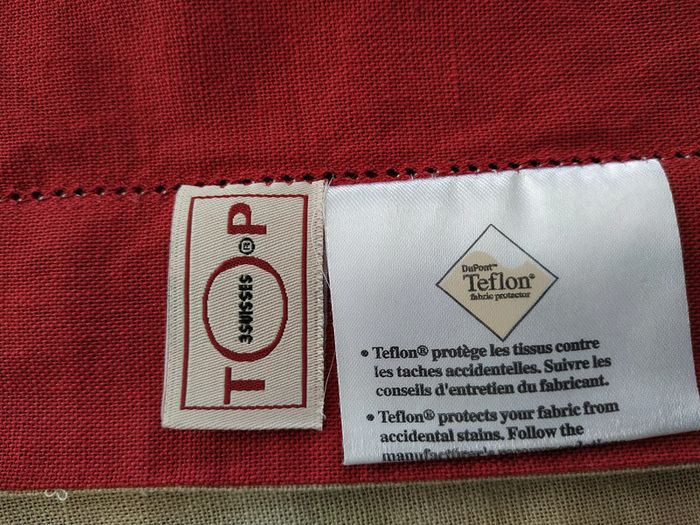 TOP
3SUISSES ®
DuPont™
Teflon®
fabric protector
• Teflon® protège les tissus contre
les taches accidentelles. Suivre les
conseils d'entretien du fabricant.
• Teflon® protects your fabric from
accidental stains. Follow the
manufacturer's